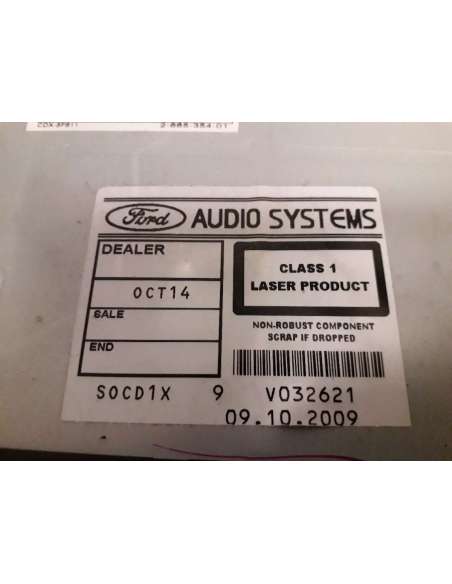 Ford AUDIO SYSTEMS
DEALER
OCT14
SALE
END
CLASS 1
LASER PRODUCT
NON-ROBUST COMPONENT
SCRAP IF DROPPED
SOCD1X 9 V032621
09.10.2009